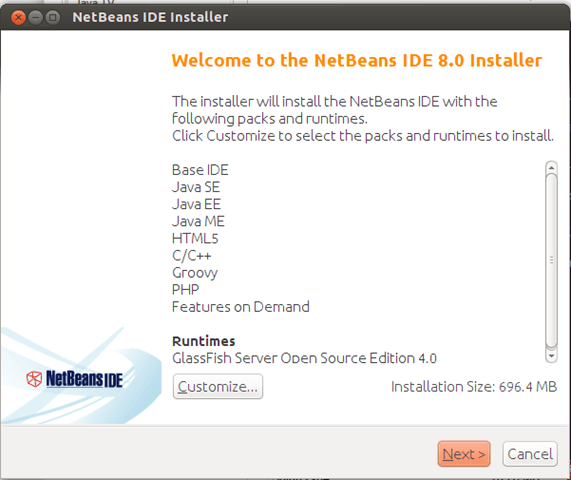 Java TV
NetBeans IDE Installer
Welcome to the NetBeans IDE 8.0 Installer
The installer will install the NetBeans IDE with the
following packs and runtimes.
Click Customize to select the packs and runtimes to install.
Base IDE
Java SE
Java EE
Java ME
HTML5
C/C++
Groovy
PHP
Features on Demand
Runtimes
GlassFish Server Open Source Edition 4.0
NetBeans IDE
Customize...
Installation Size: 696.4 MB
Next >
Cancel